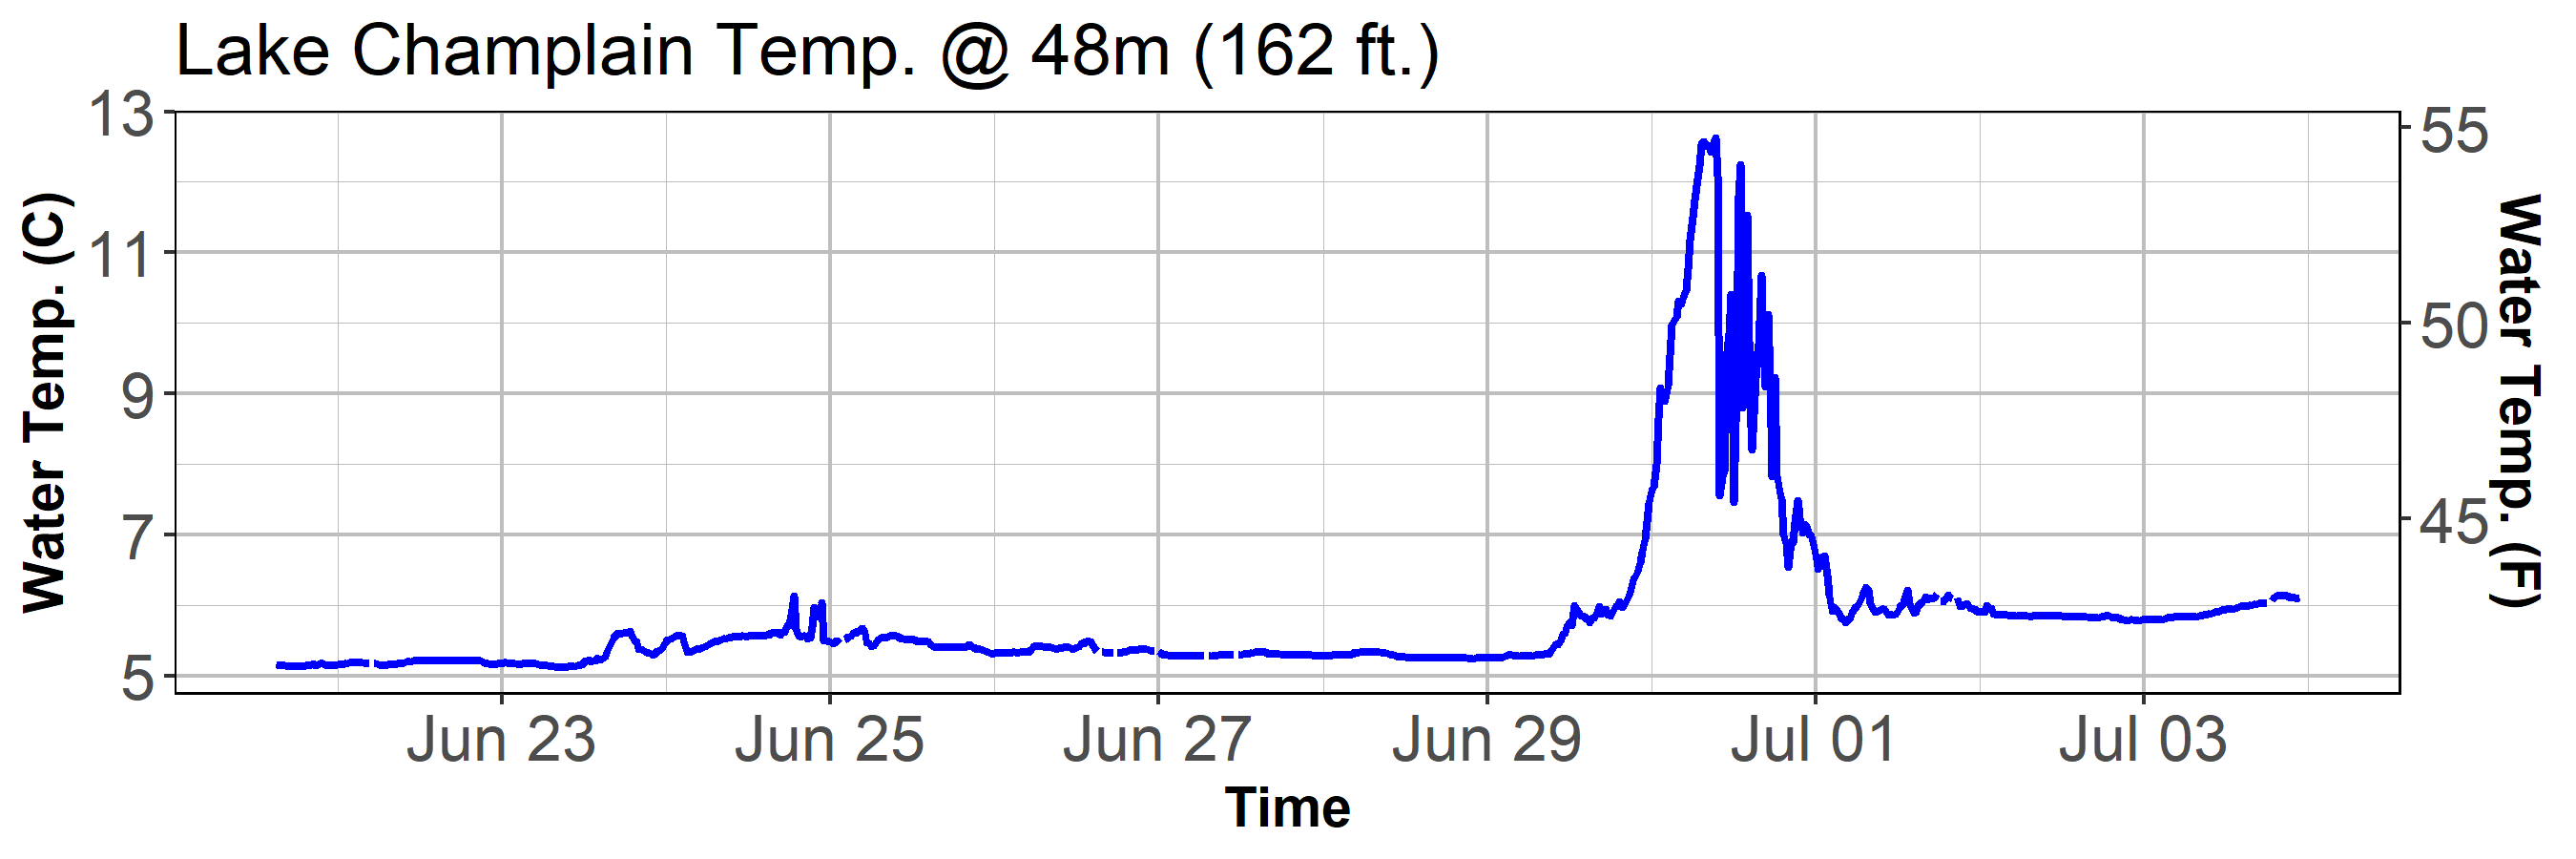 Lake Champlain Temp. @ 48m (162 ft.)
13
11
9
7
5
Water Temp. (C)
55
50
45
Water Temp. (F)
Jun 23 Jun 25 Jun 27 Jun 29 Jul 01 Jul 03
Time